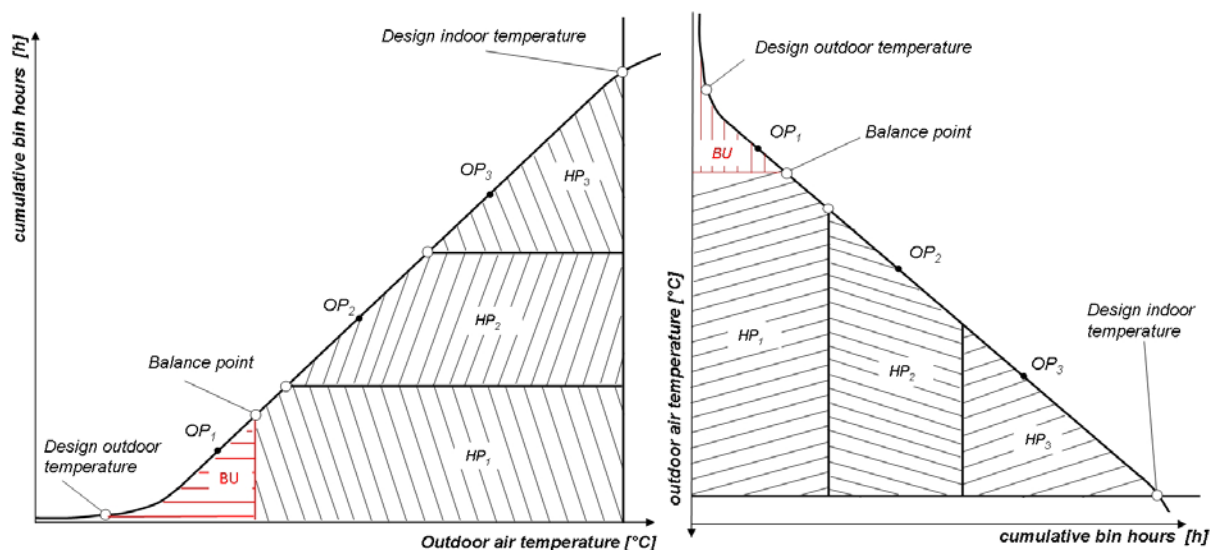 cumulative bin hours [h]
Design indoor temperature
OP3
HP3
OP2
HP2
Balance point
OP1
Design outdoor
temperature
BU
HP1
Outdoor air temperature [°C]
Design outdoor temperature
OP1
BU
Balance point
OP2
Design indoor
temperature
HP1
HP2
OP3
HP3
outdoor air temperature [°C]
cumulative bin hours [h]